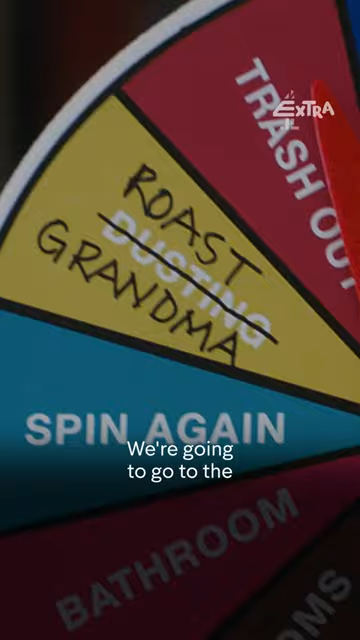 EXTRA
TRASH OUT
ROAST
DUSTING
GRANDMA
SPIN AGAIN
We're going
to go to the
BATHROOM